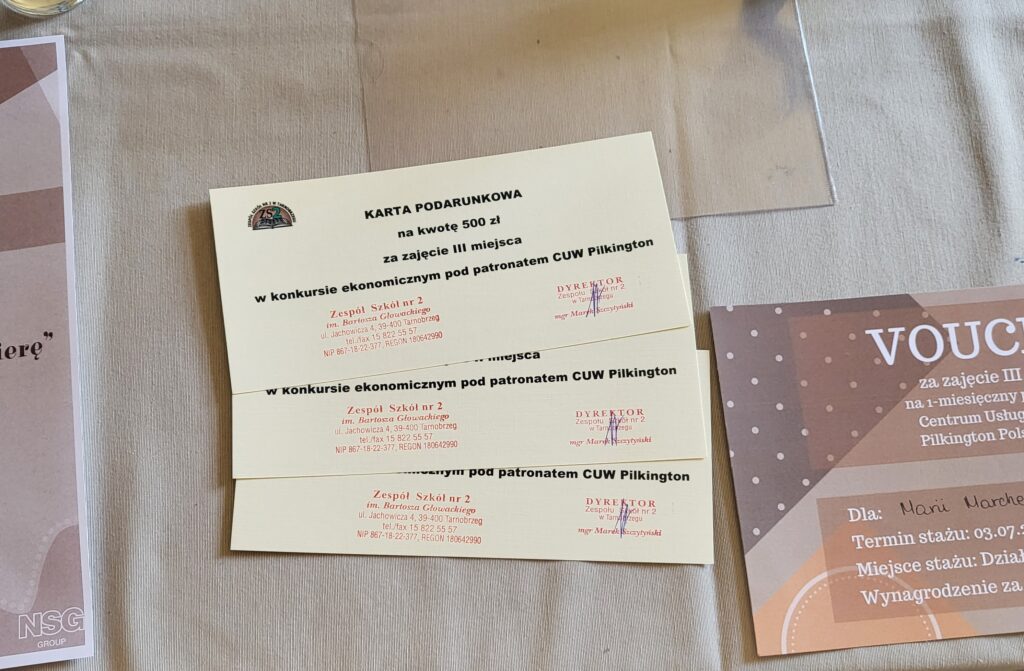 ierę”
NSG
GROUP
ZS2
KARTA PODARUNKOWA
na kwotę 500 zł
za zajęcie III miejsca
w konkursie ekonomicznym pod patronatem CUW Pilkington
Zespół Szkół nr 2
im. Bartosza Głowackiego
ul. Jachowicza 4, 39-400 Tarnobrzeg
tel./fax 15 822 55 57
NIP 867-18-22-377, REGON 180642990
DYREKTOR
Zespołu Szkół nr 2
w Tarnobrzegu
mgr Marek Szczytyński
miejsca
w konkursie ekonomicznym pod patronatem CUW Pilkington
Zespół Szkół nr 2
im. Bartosza Głowackiego
ul. Jachowicza 4, 39-400 Tarnobrzeg
tel./fax 15 822 55 57
NIP 867-18-22-377, REGON 180642990
DYREKTOR
Zespołu Szkół nr 2
w Tarnobrzegu
mgr Marek Szczytyński
pod patronatem CUW Pilkington
Zespół Szkół nr 2
im. Bartosza Głowackiego
ul. Jachowicza 4, 39-400 Tarnobrzeg
tel./fax 15 822 55 57
NIP 867-18-22-377, REGON 180642990
DYREKTOR
Zespołu Szkół nr 2
w Tarnobrzegu
mgr Marek Szczytyński
VOUC
za zajęcie III
na 1-miesięczny p
Centrum Usług
Pilkington Pols
Dla: Marii Marche
Termin stażu: 03.07.
Miejsce stażu: Dział
Wynagrodzenie za